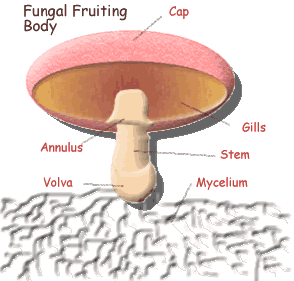 Fungal Fruiting
Body
Cap
Gills
Annulus
Stem
Volva
Mycelium